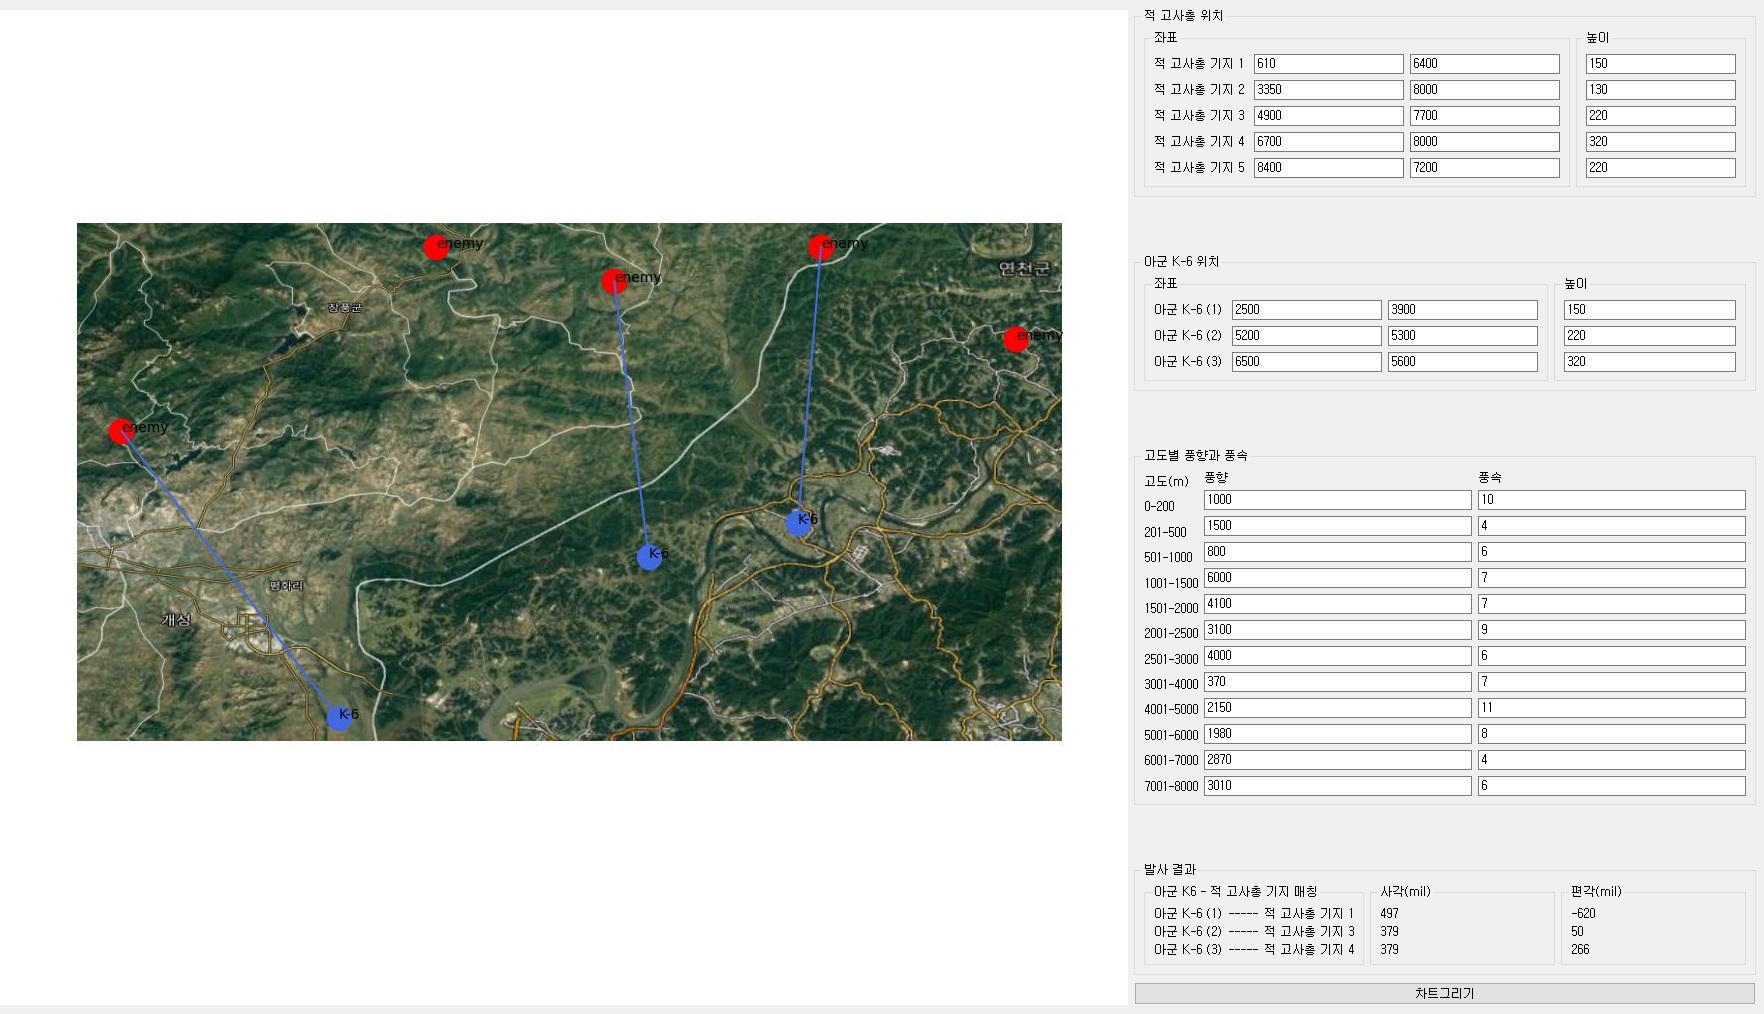 enemy
enemy
enemy
enemy
enemy
연천군
장풍군
K-6
K-6
K-6
평화리
개성
적 고사총 위치
좌표 높이
적 고사총 기지 1 610 6400 150
적 고사총 기지 2 3350 8000 130
적 고사총 기지 3 4900 7700 220
적 고사총 기지 4 6700 8000 320
적 고사총 기지 5 8400 7200 220
아군 K-6 위치
좌표 높이
아군 K-6 (1) 2500 3900 150
아군 K-6 (2) 5200 5300 220
아군 K-6 (3) 6500 5600 320
고도별 풍향과 풍속
고도(m) 풍향 풍속
0-200 1000 10
201-500 1500 4
501-1000 800 6
1001-1500 6000 7
1501-2000 4100 7
2001-2500 3100 9
2501-3000 4000 6
3001-4000 370 7
4001-5000 2150 11
5001-6000 1980 8
6001-7000 2870 4
7001-8000 3010 6
발사 결과
아군 K6 - 적 고사총 기지 매칭 사각(mil) 편각(mil)
아군 K-6 (1) ----- 적 고사총 기지 1 497 -620
아군 K-6 (2) ----- 적 고사총 기지 3 379 50
아군 K-6 (3) ----- 적 고사총 기지 4 379 266
차트그리기